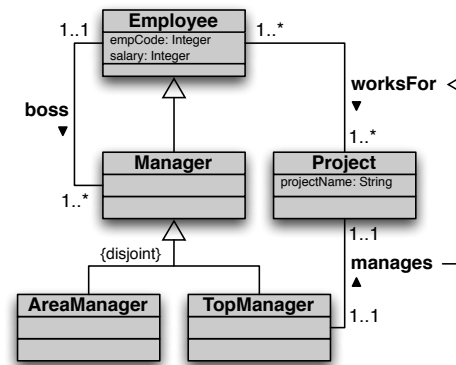 Employee
empCode: Integer
salary: Integer
1..1
1..*
boss
worksFor
1..*
1..*
Manager
Project
projectName: String
1..1
{disjoint}
manages
AreaManager
TopManager
1..1